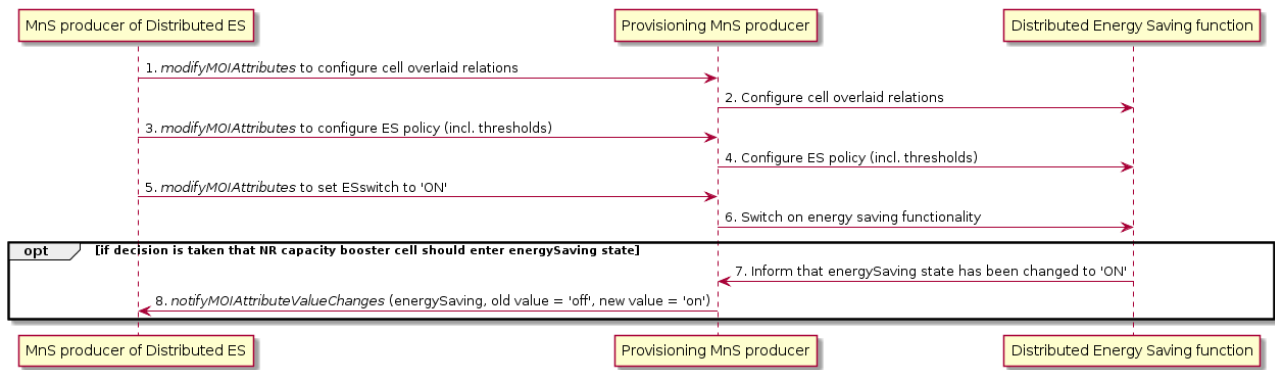 MnS producer of Distributed ES
Provisioning MnS producer
Distributed Energy Saving function
1. modifyMOIAttributes to configure cell overlaid relations
2. Configure cell overlaid relations
3. modifyMOIAttributes to configure ES policy (incl. thresholds)
4. Configure ES policy (incl. thresholds)
5. modifyMOIAttributes to set ESswitch to 'ON'
6. Switch on energy saving functionality
opt [if decision is taken that NR capacity booster cell should enter energySaving state]
7. Inform that energySaving state has been changed to 'ON'
8. notifyMOIAttributeValueChanges (energySaving, old value = 'off', new value = 'on')
MnS producer of Distributed ES
Provisioning MnS producer
Distributed Energy Saving function